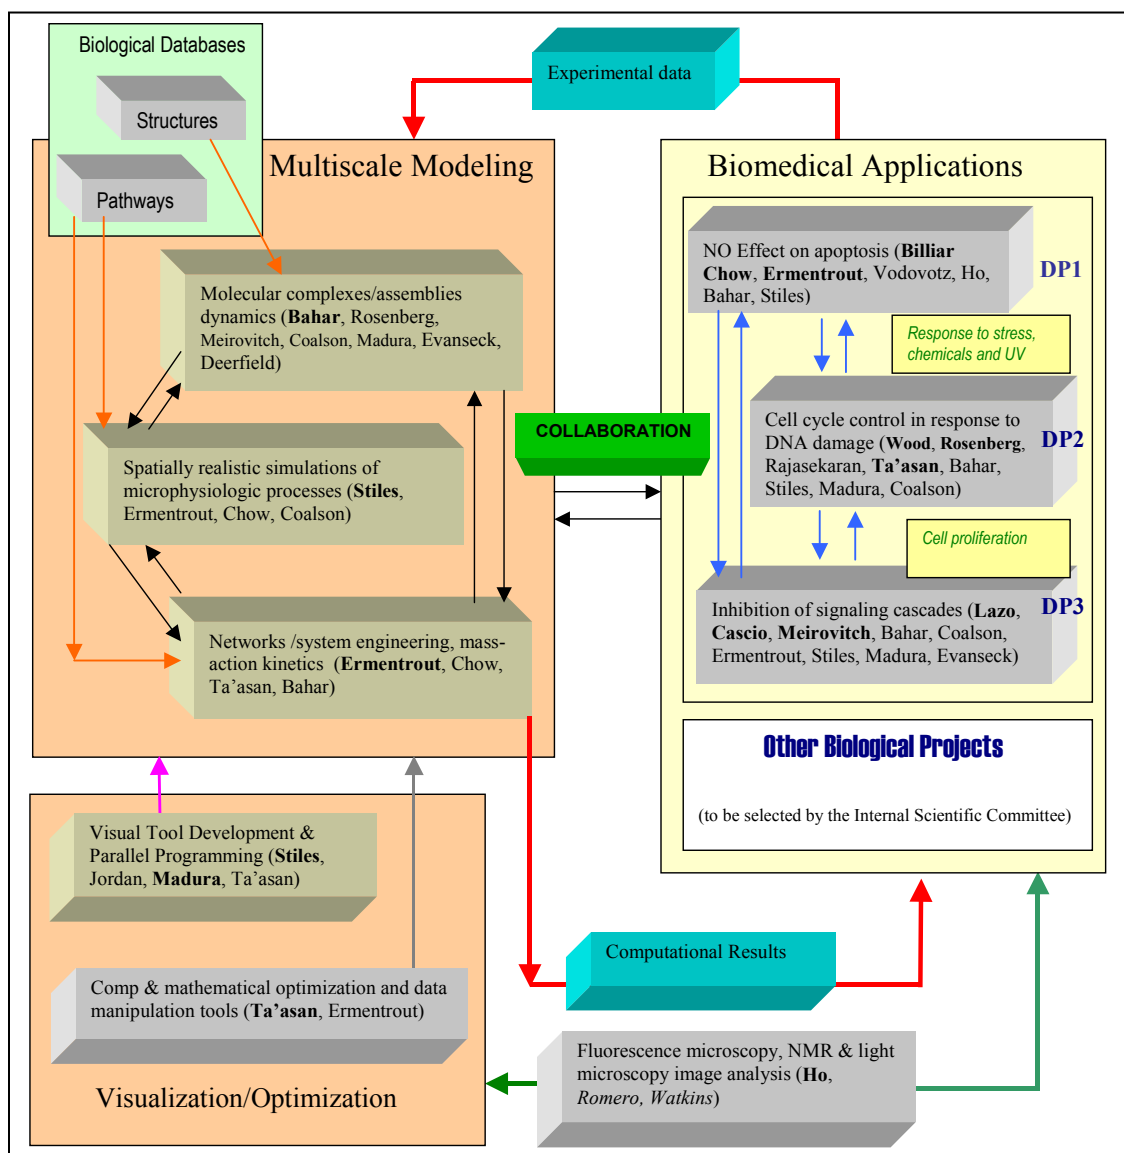 Biological Databases
Structures
Pathways
Experimental data
Multiscale Modeling
Molecular complexes/assemblies
dynamics (Bahar, Rosenberg,
Meirovitch, Coalson, Madura, Evanseck,
Deerfield)
Spatially realistic simulations of
microphysiologic processes (Stiles,
Ermentrout, Chow, Coalson)
Networks /system engineering, mass-
action kinetics (Ermentrout, Chow,
Ta’asan, Bahar)
COLLABORATION
Biomedical Applications
NO Effect on apoptosis (Billiar
Chow, Ermentrout, Vodovotz, Ho,
Bahar, Stiles)
DP1
Response to stress,
chemicals and UV
Cell cycle control in response to
DNA damage (Wood, Rosenberg,
Rajasekaran, Ta’asan, Bahar,
Stiles, Madura, Coalson)
DP2
Cell proliferation
Inhibition of signaling cascades (Lazo,
Cascio, Meirovitch, Bahar, Coalson,
Ermentrout, Stiles, Madura, Evanseck)
DP3
Other Biological Projects
(to be selected by the Internal Scientific Committee)
Visual Tool Development &
Parallel Programming (Stiles,
Jordan, Madura, Ta’asan)
Comp & mathematical optimization and data
manipulation tools (Ta’asan, Ermentrout)
Visualization/Optimization
Computational Results
Fluorescence microscopy, NMR & light
microscopy image analysis (Ho,
Romero, Watkins)